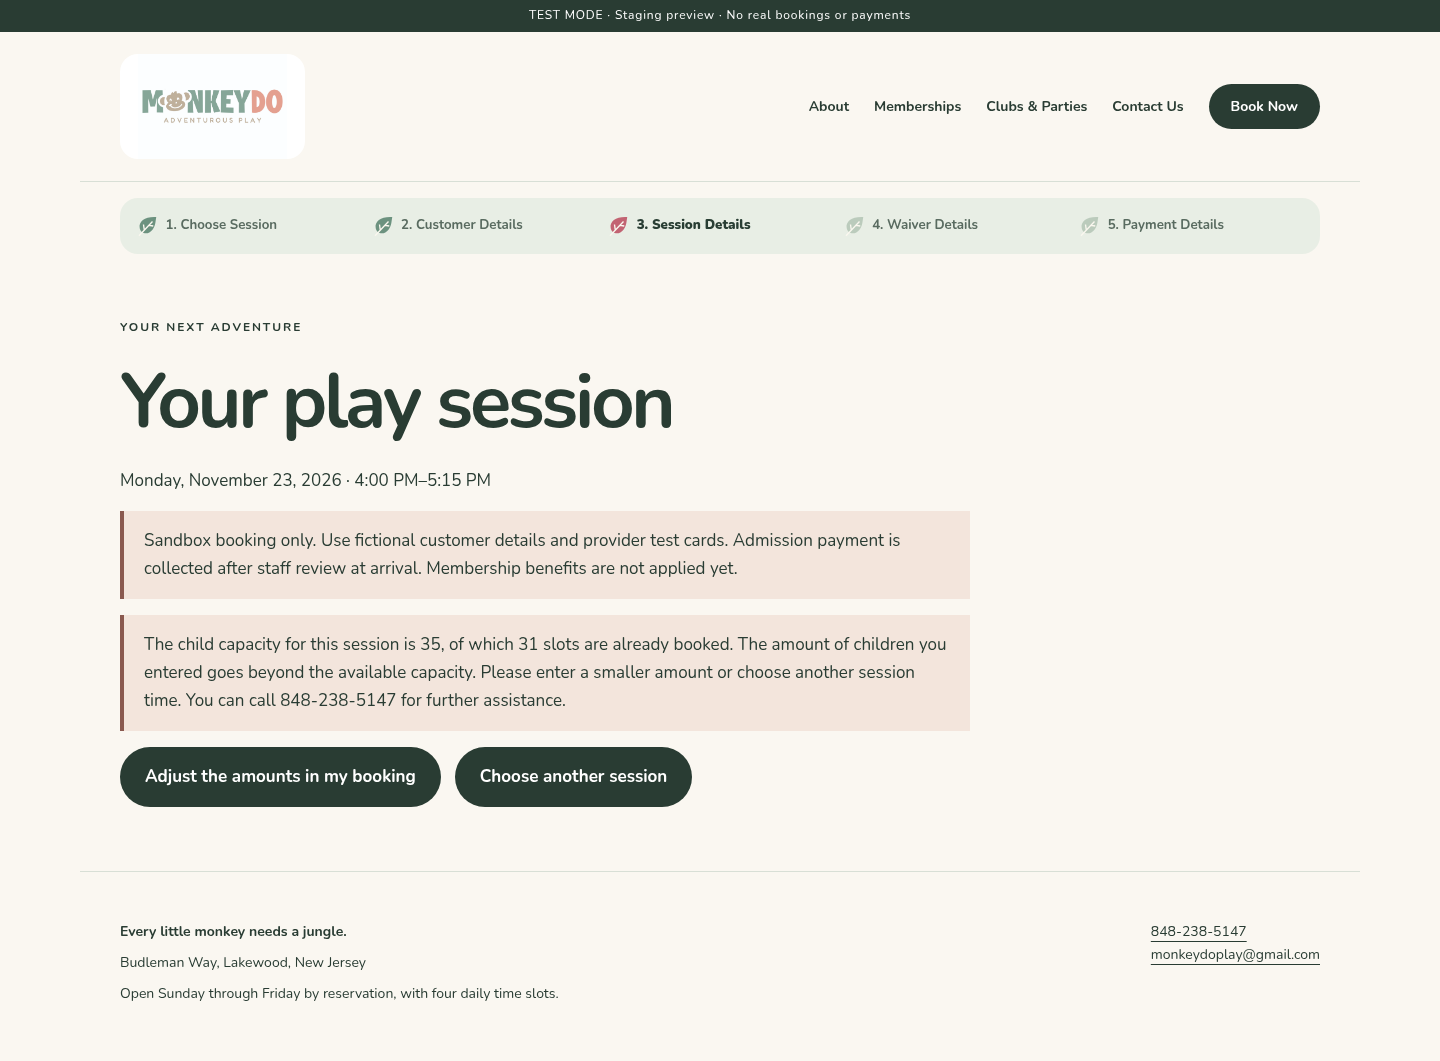 TEST MODE · Staging preview · No real bookings or payments
MONKEYDO
ADVENTUROUS PLAY
About
Memberships
Clubs & Parties
Contact Us
Book Now
1. Choose Session
2. Customer Details
3. Session Details
4. Waiver Details
5. Payment Details
YOUR NEXT ADVENTURE
Your play session
Monday, November 23, 2026 · 4:00 PM–5:15 PM
Sandbox booking only. Use fictional customer details and provider test cards. Admission payment is
collected after staff review at arrival. Membership benefits are not applied yet.
The child capacity for this session is 35, of which 31 slots are already booked. The amount of children you
entered goes beyond the available capacity. Please enter a smaller amount or choose another session
time. You can call 848-238-5147 for further assistance.
Adjust the amounts in my booking
Choose another session
Every little monkey needs a jungle.
Budleman Way, Lakewood, New Jersey
Open Sunday through Friday by reservation, with four daily time slots.
848-238-5147
monkeydoplay@gmail.com